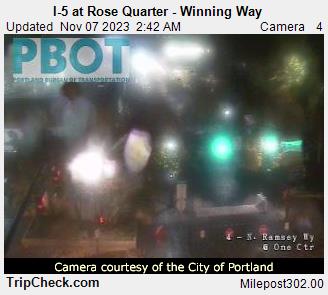 I-5 at Rose Quarter - Winning Way
Updated Nov 07 2023 2:42 AM Camera 4
PBOT
PORTLAND BUREAU OF TRANSPORTATION
4 - N. Ramsey Wy
@ One Ctr
Camera courtesy of the City of Portland
TripCheck.com Milepost302.00